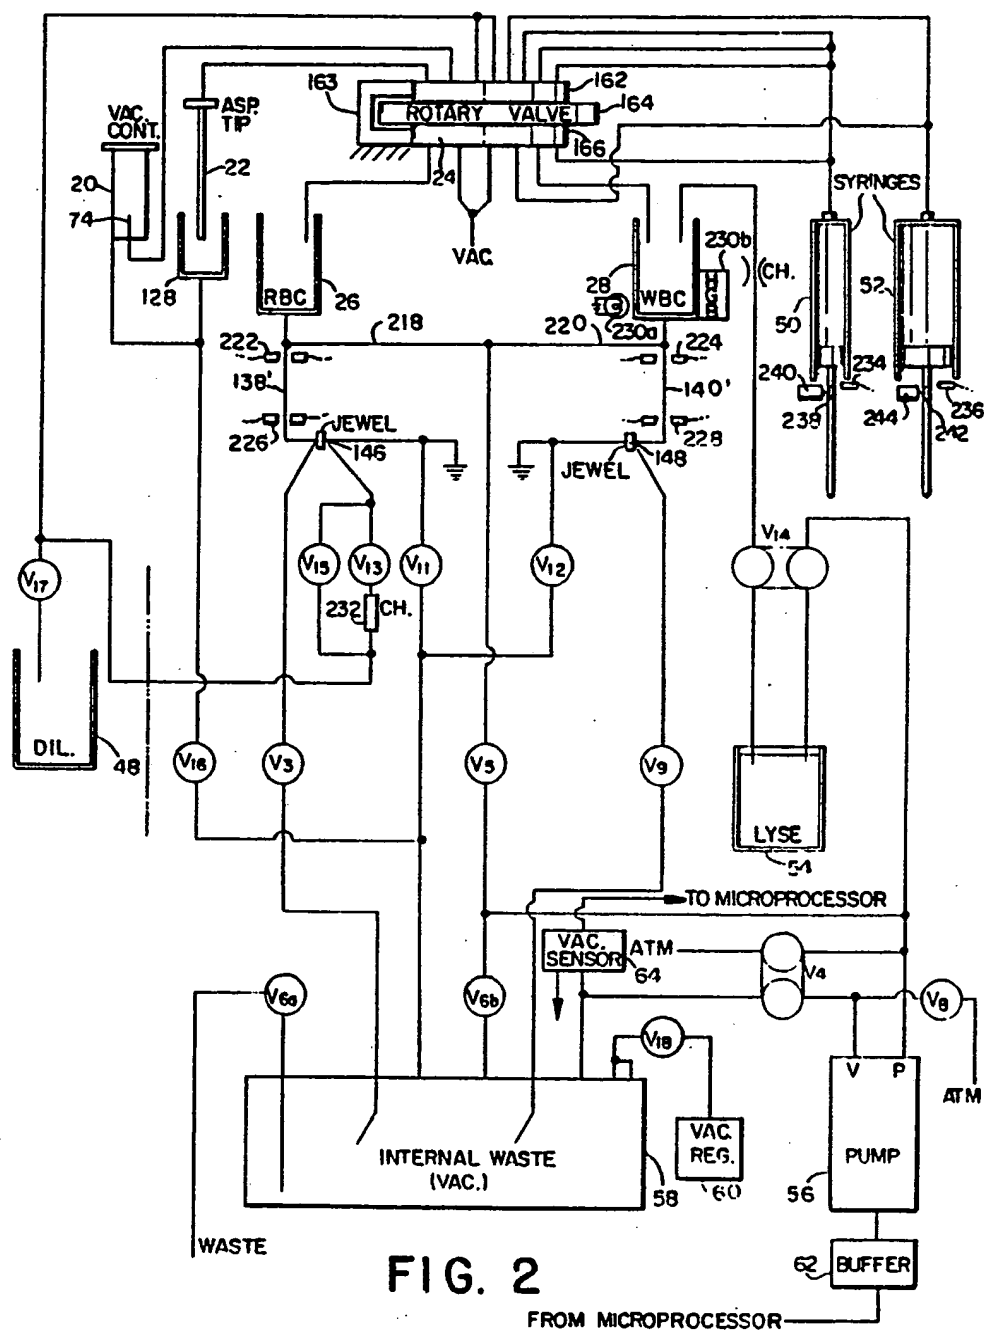 163
162
164
ROTARY VALVE
166
24
VAC.
CONT.
ASP.
TIP
20
22
74
128
VAC.
SYRINGES
RBC
26
28
WBC
230b
CH.
230a
50
52
222
218
220
224
138'
140'
240
234
238
244
242
236
226
JEWEL
146
JEWEL
148
228
V17
V15
V13
V11
V12
V14
232
CH.
DIL.
48
V16
V3
V5
V9
LYSE
54
TO MICROPROCESSOR
VAC.
SENSOR
ATM
64
V4
V6a
V6b
V8
V18
V P
ATM
INTERNAL WASTE
(VAC.)
58
VAC.
REG.
60
PUMP
56
WASTE
FIG. 2
62
BUFFER
FROM MICROPROCESSOR